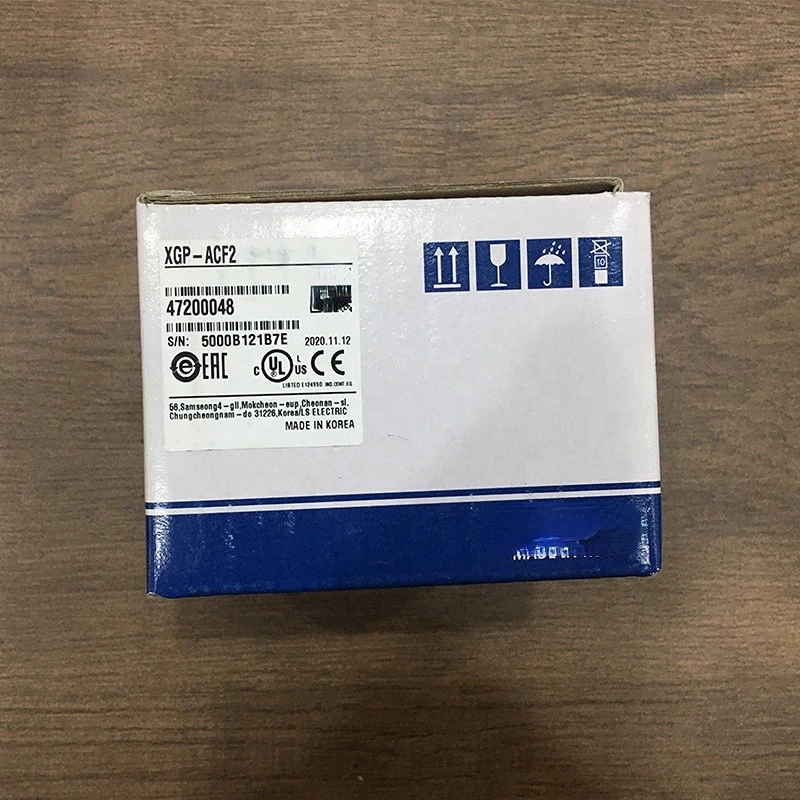 XGP-ACF2
47200048
S/N: 5000B121B7E 2020.11.12
EAC C UL US CE
LISTED E124950 IND.CONT.EQ.
56,Samseong4-gil,Mokcheon-eup,Cheonan-si,
Chungcheongnam-do 31226,Korea/LS ELECTRIC
MADE IN KOREA
10